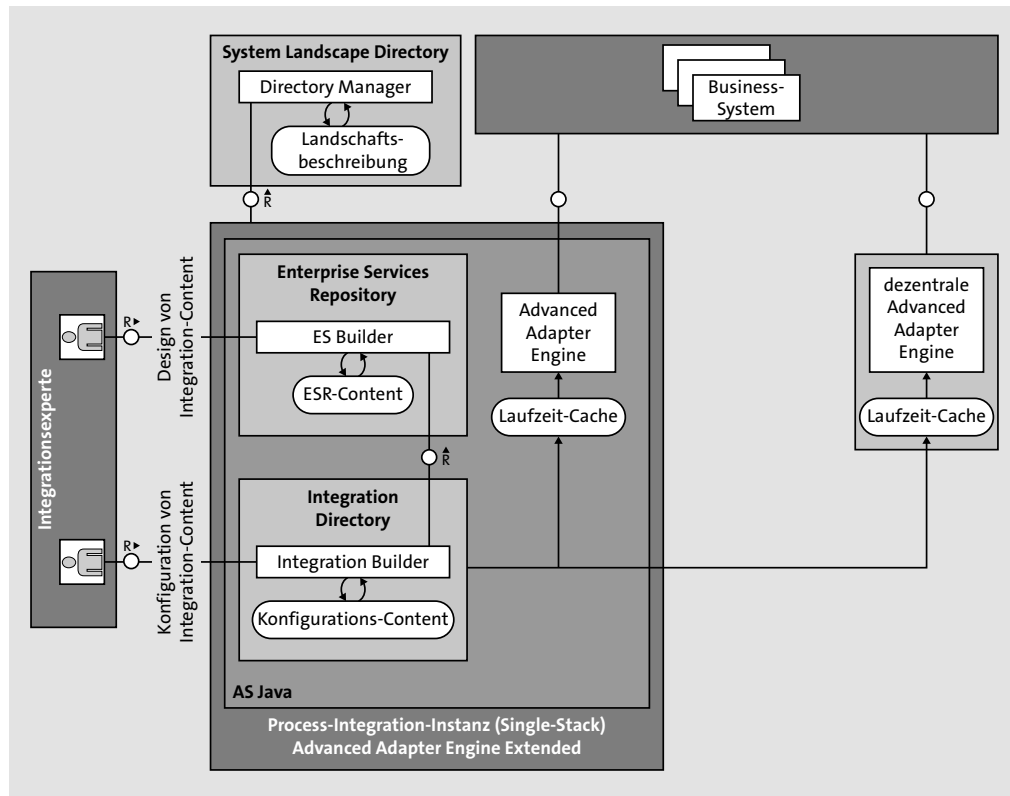 System Landscape Directory
Directory Manager
Landschafts-
beschreibung
R
Business-
System
Integrationsexperte
R
Design von
Integration-Content
Enterprise Services
Repository
ES Builder
ESR-Content
R
Advanced
Adapter
Engine
Laufzeit-Cache
dezentrale
Advanced
Adapter
Engine
Laufzeit-Cache
R
Konfiguration von
Integration-Content
Integration
Directory
Integration Builder
Konfigurations-Content
AS Java
Process-Integration-Instanz (Single-Stack)
Advanced Adapter Engine Extended